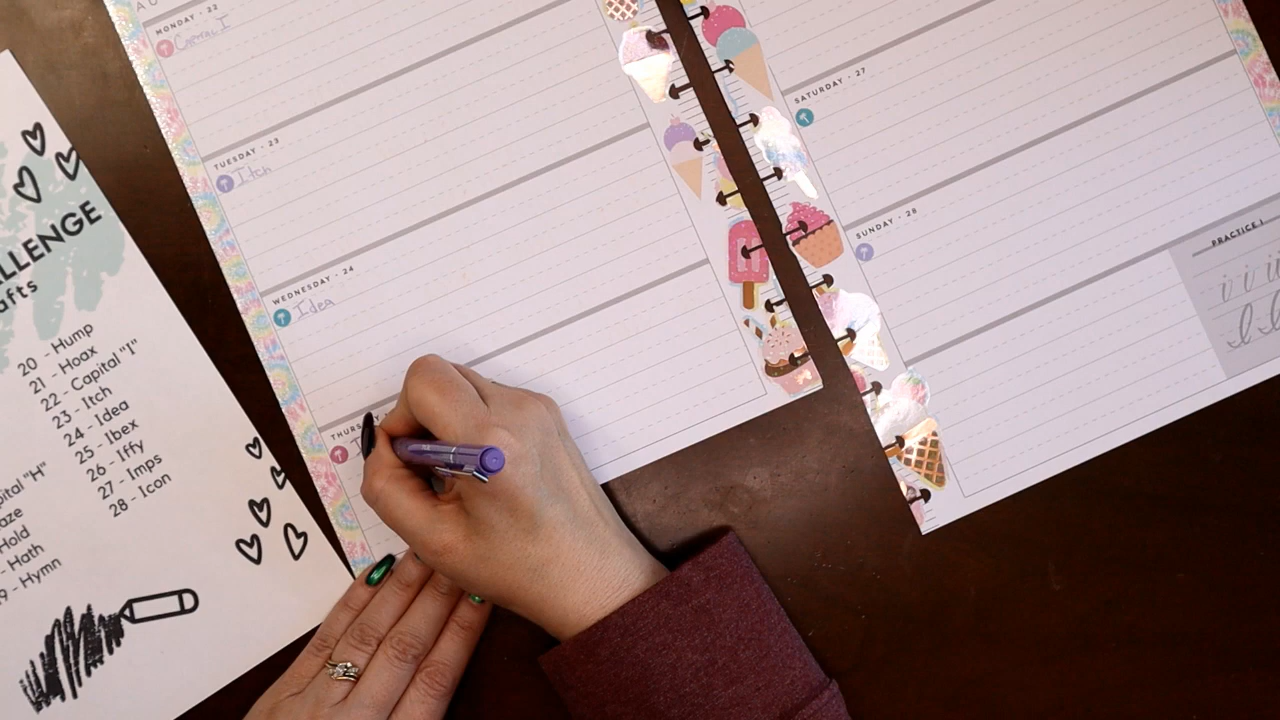 MONDAY · 22
Capital I
TUESDAY · 23
Itch
WEDNESDAY · 24
Idea
THURS
I
SATURDAY · 27
SUNDAY · 28
PRACTICE I
i i i
I I
LLENGE
afts
20 - Hump
21 - Hoax
22 - Capital "I"
23 - Itch
24 - Idea
25 - Ibex
26 - Iffy
27 - Imps
28 - Icon
pital "H"
aze
Hold
- Hath
9 - Hymn